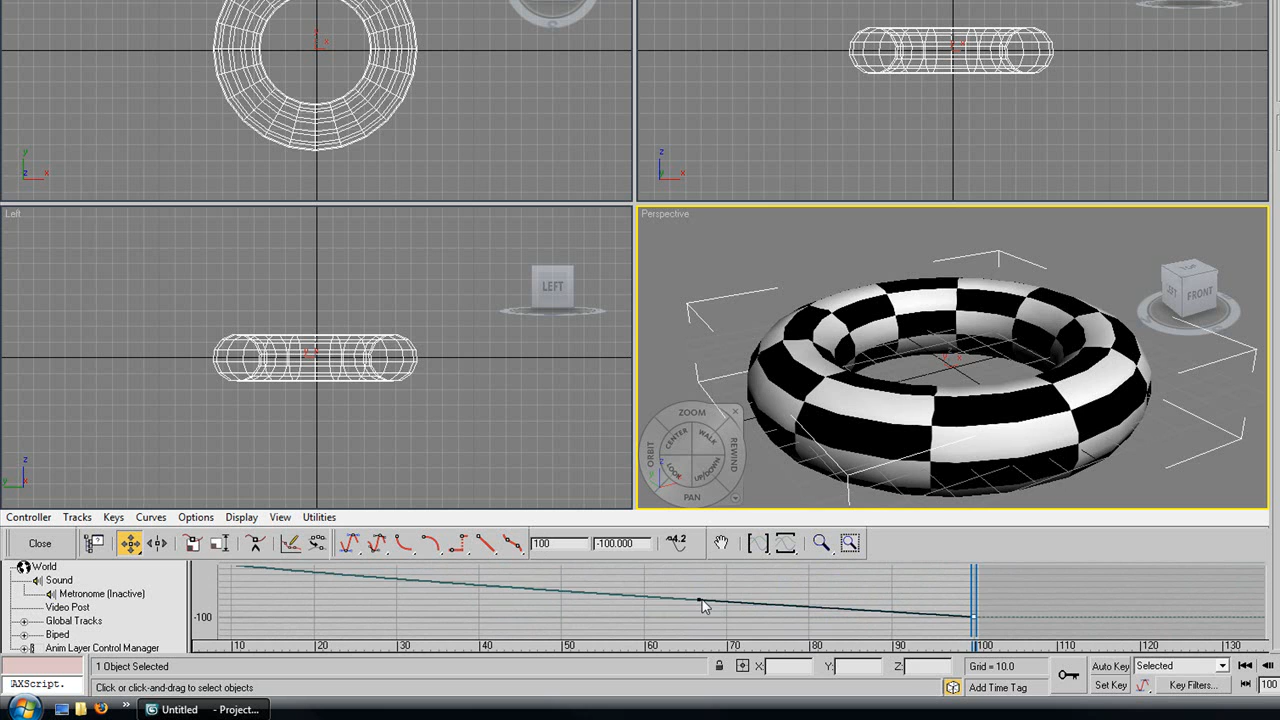 y
z x
x
z
y x
Left
LEFT
z
y x
Perspective
TOP
FRONT
ZOOM
CENTER
WALK
ORBIT
REWIND
LOOK
UP/DOWN
PAN
Controller Tracks Keys Curves Options Display View Utilities
Close 100 -100.000 4.2
World
Sound
Metronome (Inactive)
Video Post
Global Tracks
Biped
Anim Layer Control Manager
-100
10 20 30 40 50 60 70 80 90 100 110 120 130
1 Object Selected X: Y: Z: Grid = 10.0 Auto Key Selected
Click or click-and-drag to select objects Add Time Tag Set Key Key Filters... 100
Untitled - Project...